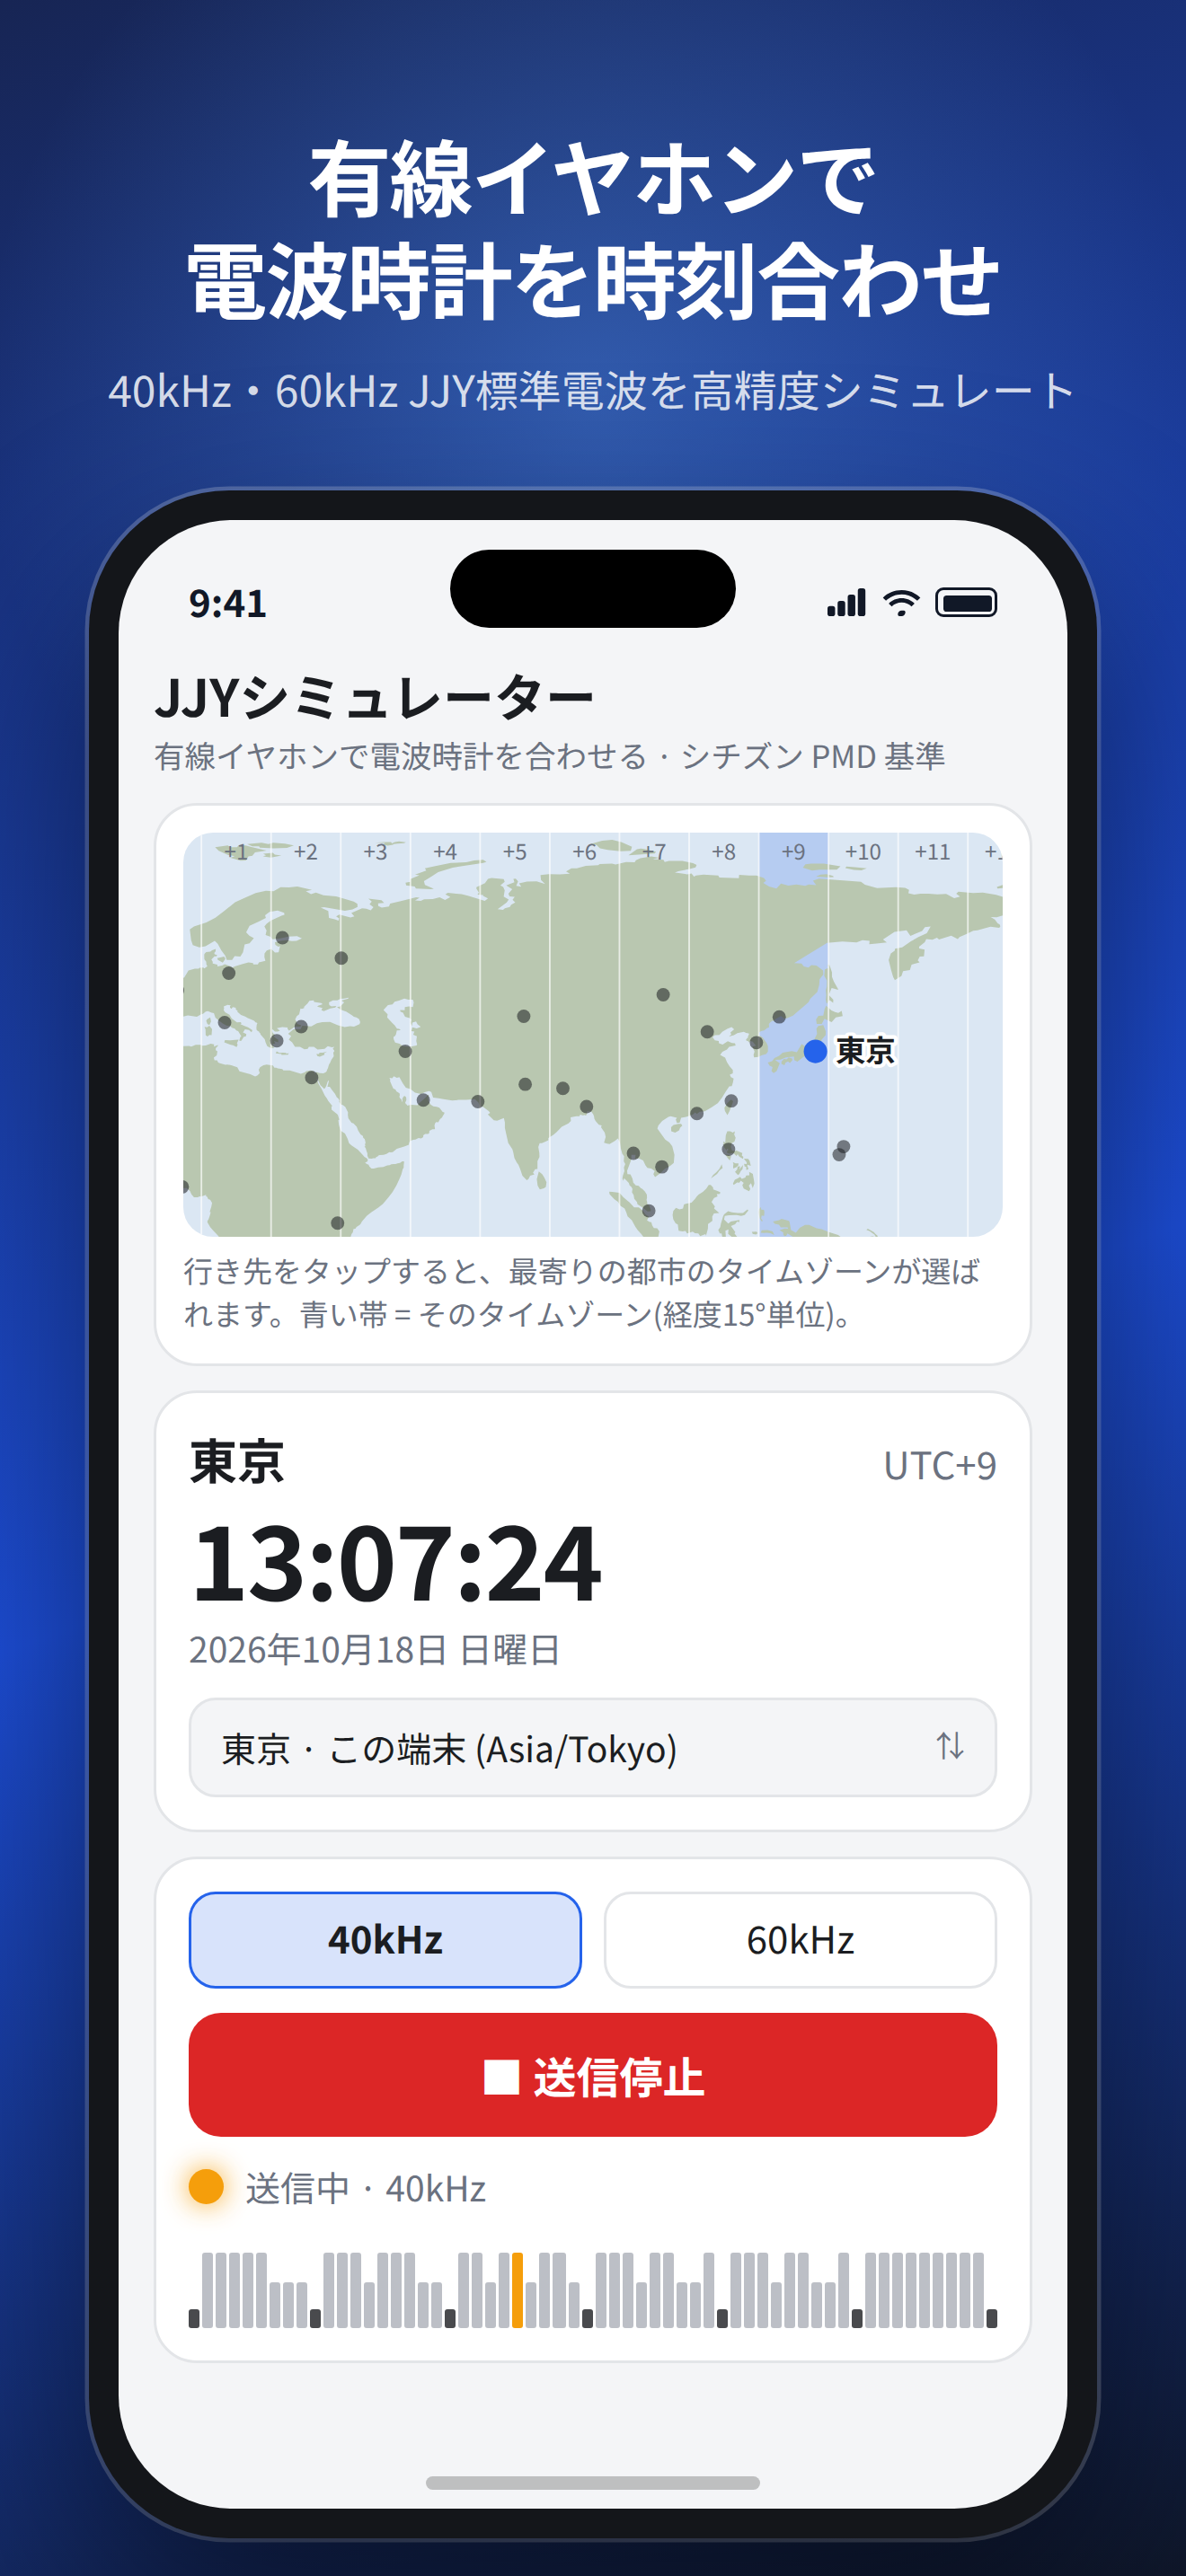 有線イヤホンで
電波時計を時刻合わせ
40kHz・60kHz JJY標準電波を高精度シミュレート
9:41
JJYシミュレーター
有線イヤホンで電波時計を合わせる · シチズン PMD 基準
+1 +2 +3 +4 +5 +6 +7 +8 +9 +10 +11
東京
行き先をタップすると、最寄りの都市のタイムゾーンが選ば
れます。青い帯 = そのタイムゾーン(経度15°単位)。
東京
UTC+9
13:07:24
2026年10月18日 日曜日
東京 · この端末 (Asia/Tokyo)
40kHz
60kHz
■ 送信停止
送信中 · 40kHz